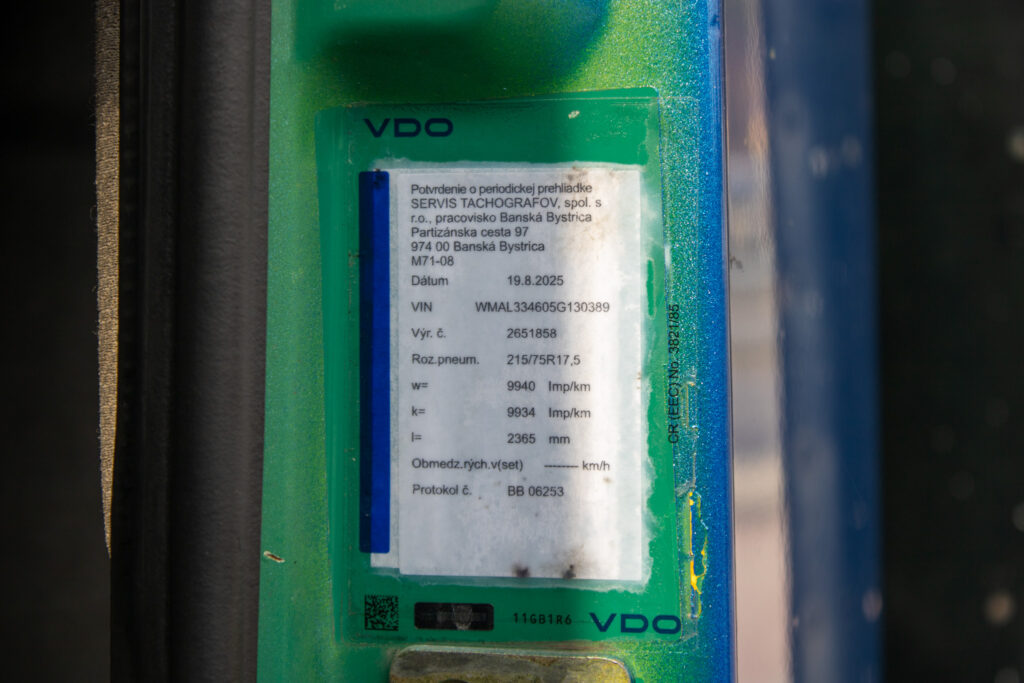 VDO
Potvrdenie o periodickej prehliadke
SERVIS TACHOGRAFOV, spol. s
r.o., pracovisko Banská Bystrica
Partizánska cesta 97
974 00 Banská Bystrica
M71-08
Dátum 19.8.2025
VIN WMAL334605G130389
Výr. č. 2651858
Roz.pneum. 215/75R17,5
w= 9940 Imp/km
k= 9934 Imp/km
l= 2365 mm
Obmedz.rých.v(set) ------- km/h
Protokol č. BB 06253
CR (EEC) No. 3821/85
11GB1R6 VDO